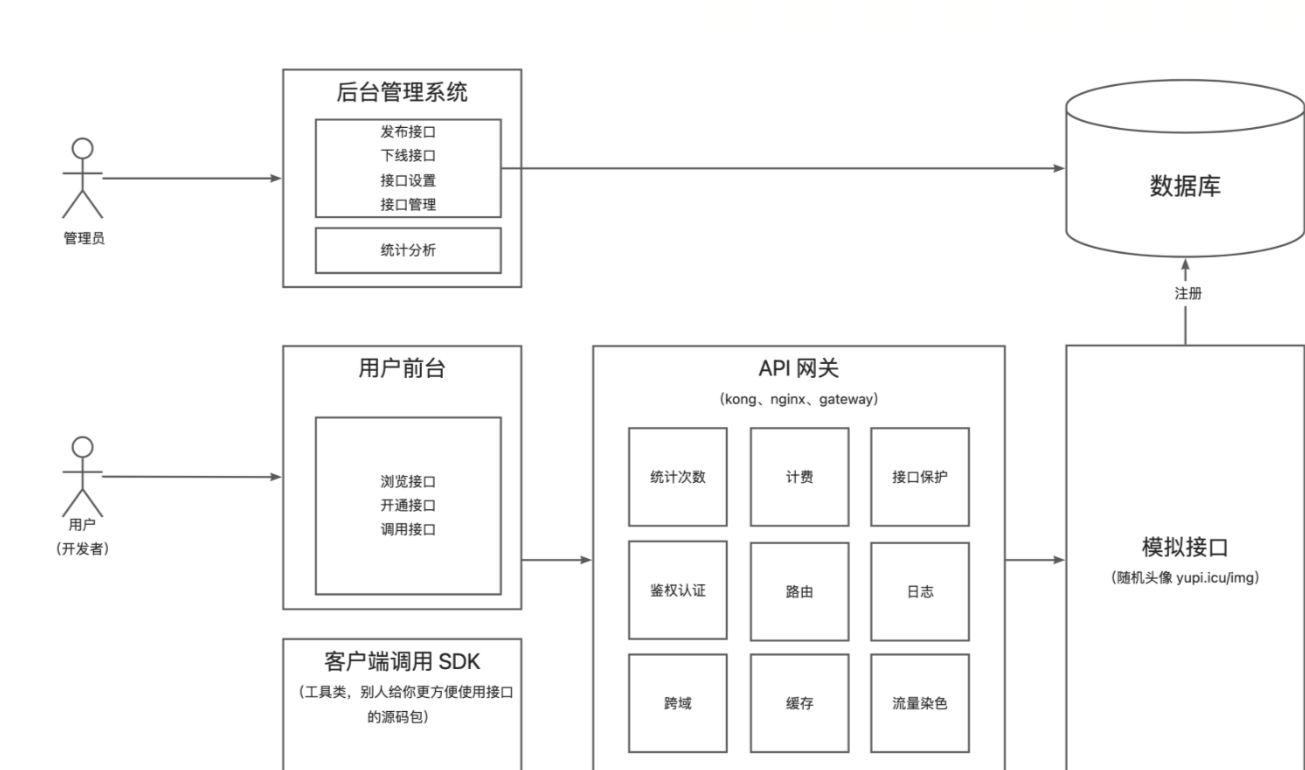 后台管理系统
发布接口
下线接口
接口设置
接口管理
统计分析
管理员
数据库
注册
用户前台
浏览接口
开通接口
调用接口
用户
（开发者）
API 网关
（kong、nginx、gateway）
统计次数
计费
接口保护
鉴权认证
路由
日志
跨域
缓存
流量染色
模拟接口
（随机头像 yupi.icu/img）
客户端调用 SDK
（工具类，别人给你更方便使用接口
的源码包）